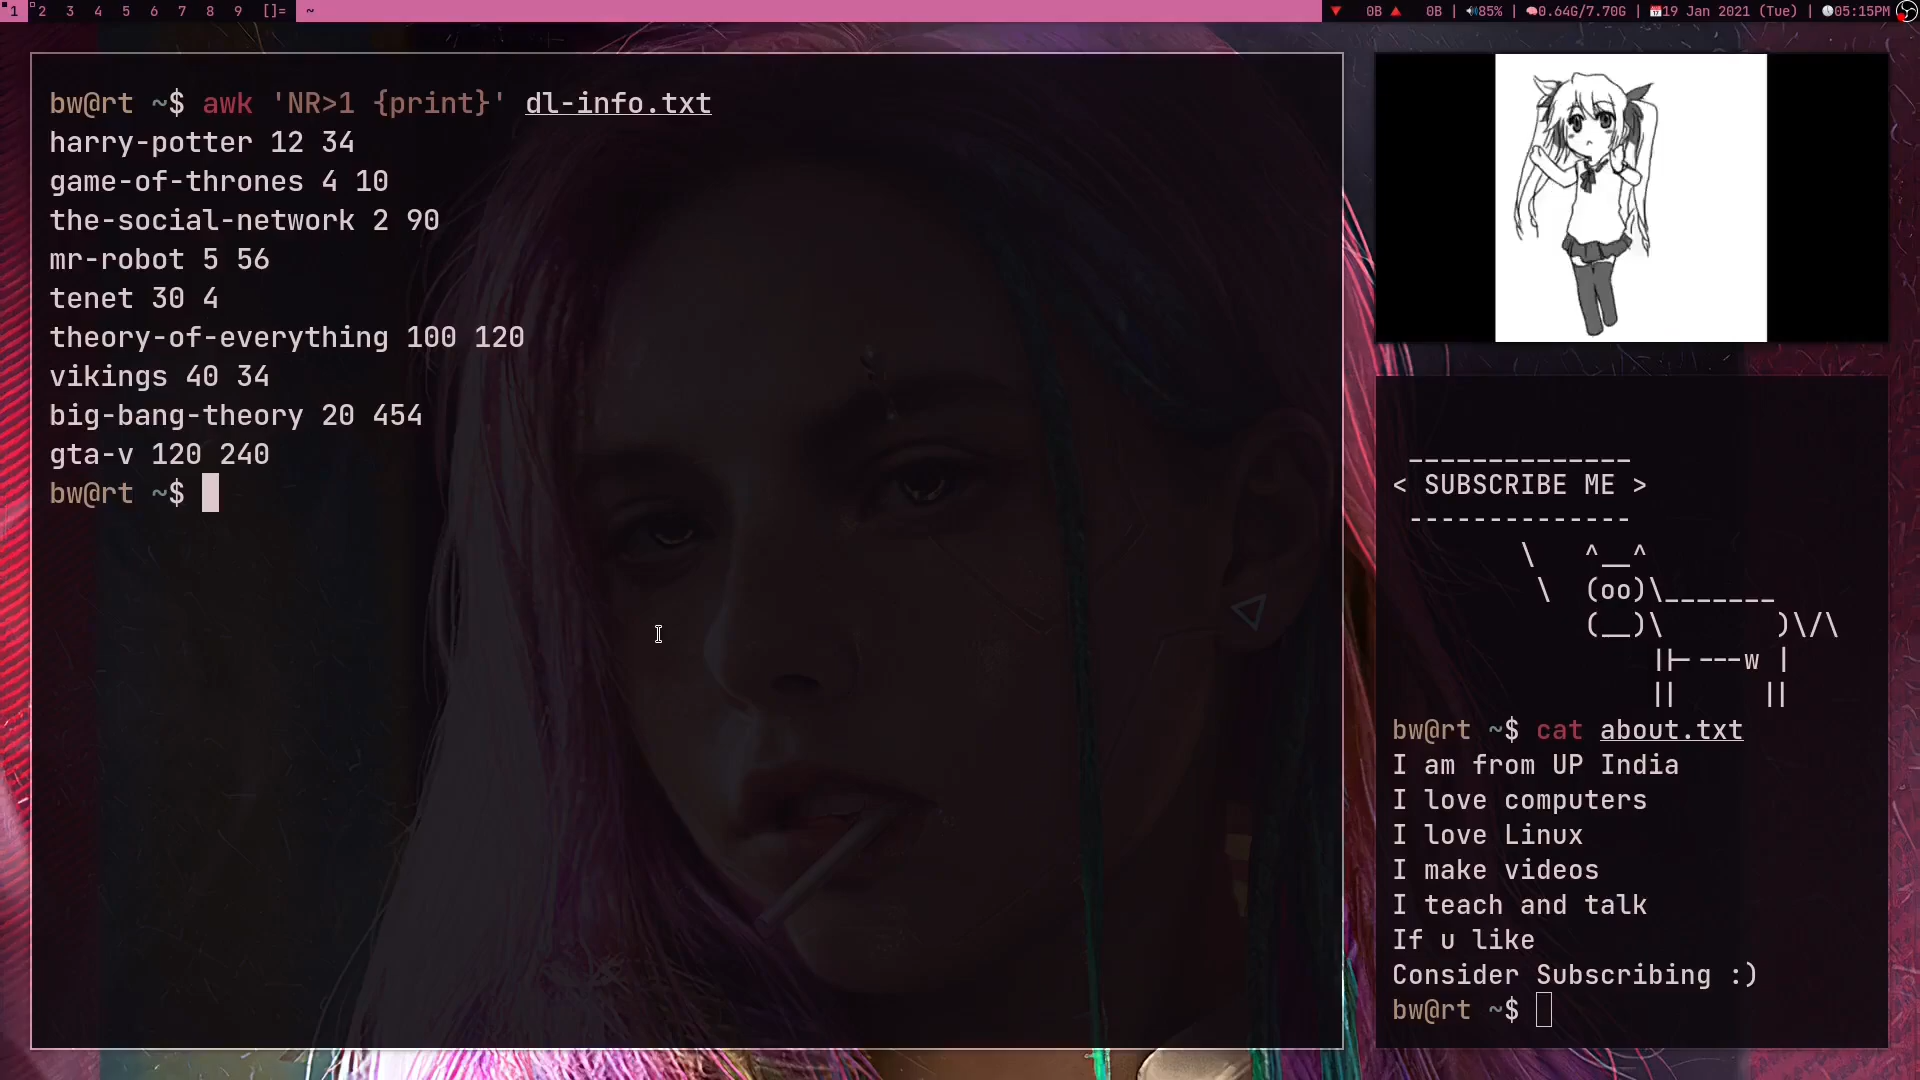 1 2 3 4 5 6 7 8 9 []= ~ 0B 0B | 85% | 0.64G/7.70G | 19 Jan 2021 (Tue) | 05:15PM
bw@rt ~$ awk 'NR>1 {print}' dl-info.txt
harry-potter 12 34
game-of-thrones 4 10
the-social-network 2 90
mr-robot 5 56
tenet 30 4
theory-of-everything 100 120
vikings 40 34
big-bang-theory 20 454
gta-v 120 240
bw@rt ~$
______________
< SUBSCRIBE ME >
--------------
\   ^__^
\  (oo)\_______
(__)\       )\/\
||----w |
||     ||
bw@rt ~$ cat about.txt
I am from UP India
I love computers
I love Linux
I make videos
I teach and talk
If u like
Consider Subscribing :)
bw@rt ~$